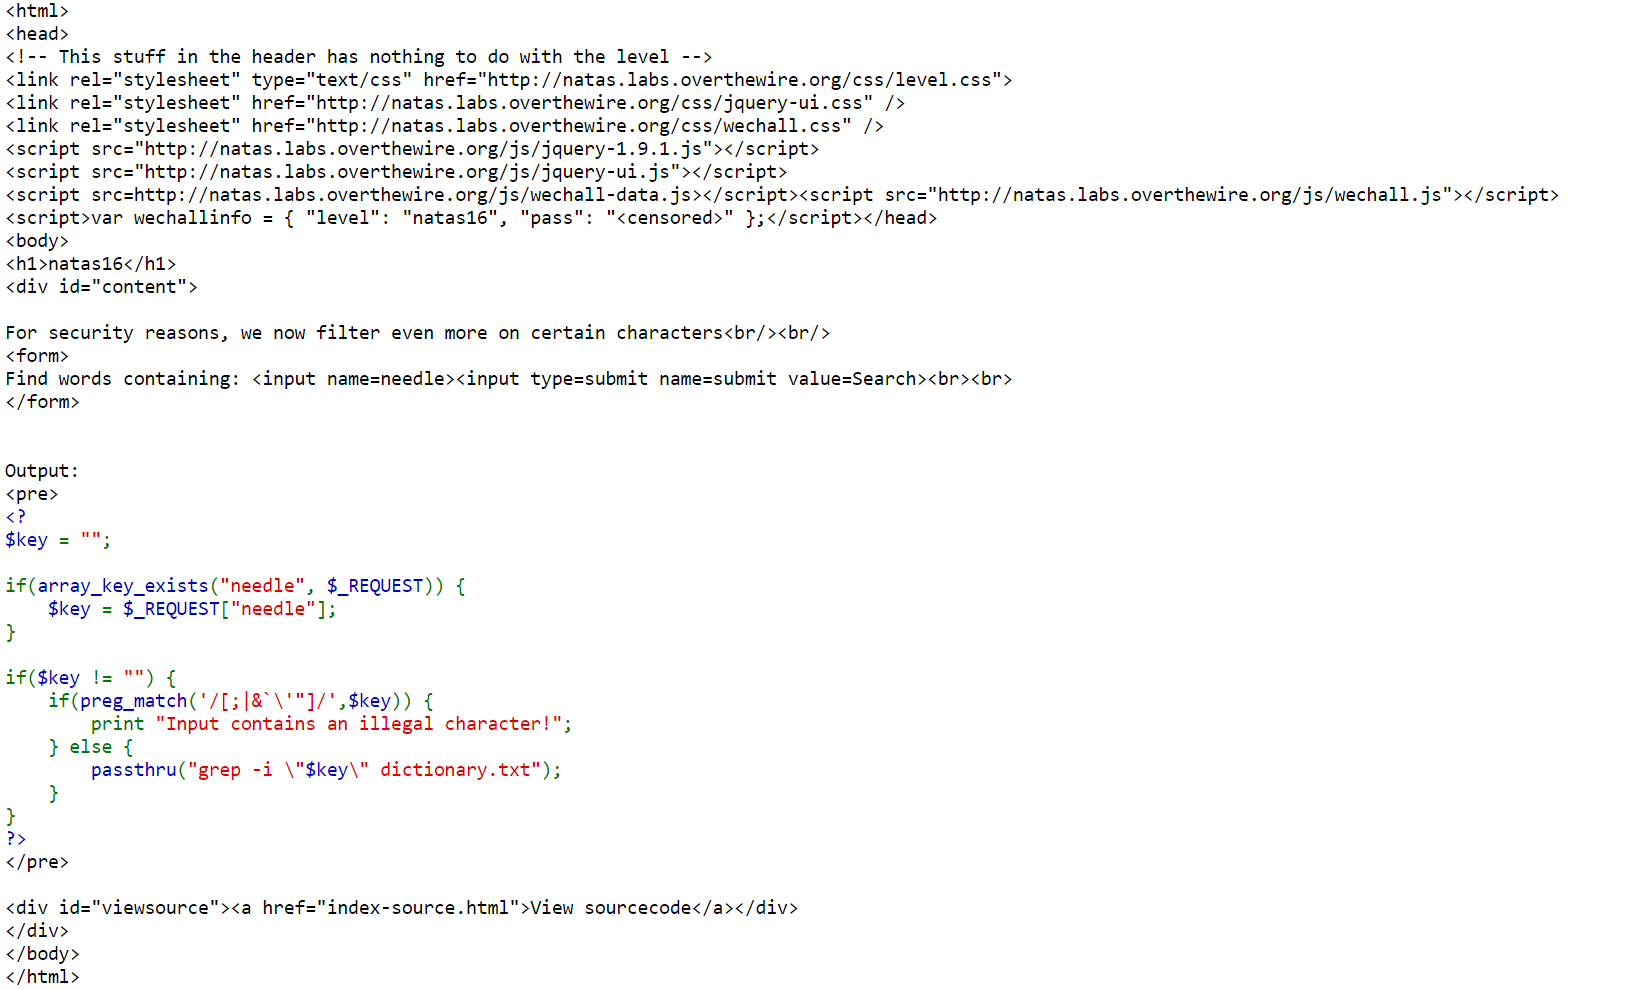 <html>
<head>
<!-- This stuff in the header has nothing to do with the level -->
<link rel="stylesheet" type="text/css" href="http://natas.labs.overthewire.org/css/level.css">
<link rel="stylesheet" href="http://natas.labs.overthewire.org/css/jquery-ui.css" />
<link rel="stylesheet" href="http://natas.labs.overthewire.org/css/wechall.css" />
<script src="http://natas.labs.overthewire.org/js/jquery-1.9.1.js"></script>
<script src="http://natas.labs.overthewire.org/js/jquery-ui.js"></script>
<script src=http://natas.labs.overthewire.org/js/wechall-data.js></script><script src="http://natas.labs.overthewire.org/js/wechall.js"></script>
<script>var wechallinfo = { "level": "natas16", "pass": "<censored>" };</script></head>
<body>
<h1>natas16</h1>
<div id="content">

For security reasons, we now filter even more on certain characters<br/><br/>
<form>
Find words containing: <input name=needle><input type=submit name=submit value=Search><br><br>
</form>


Output:
<pre>
<?
$key = "";

if(array_key_exists("needle", $_REQUEST)) {
    $key = $_REQUEST["needle"];
}

if($key != "") {
    if(preg_match('/[;|&`\'"]/',$key)) {
        print "Input contains an illegal character!";
    } else {
        passthru("grep -i \"$key\" dictionary.txt");
    }
}
?>
</pre>

<div id="viewsource"><a href="index-source.html">View sourcecode</a></div>
</div>
</body>
</html>